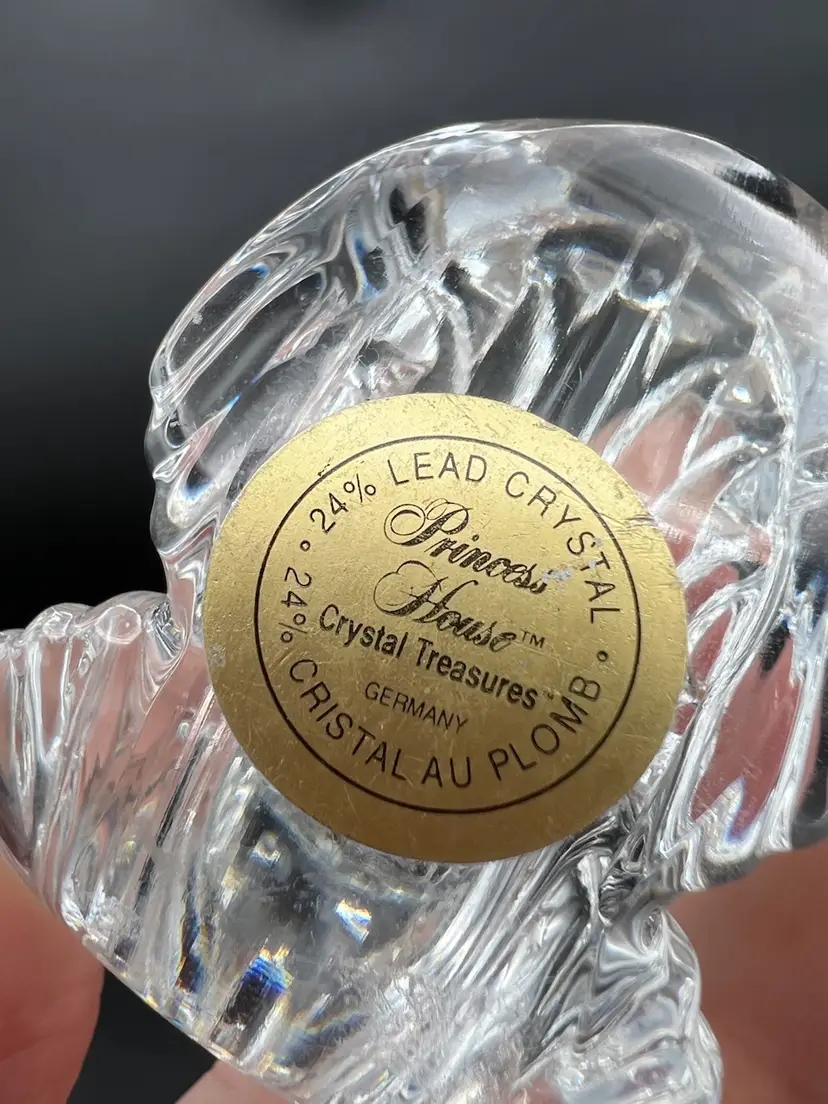 24% LEAD CRYSTAL
Princess
House™
Crystal Treasures™
GERMANY
• 24% CRISTAL AU PLOMB •